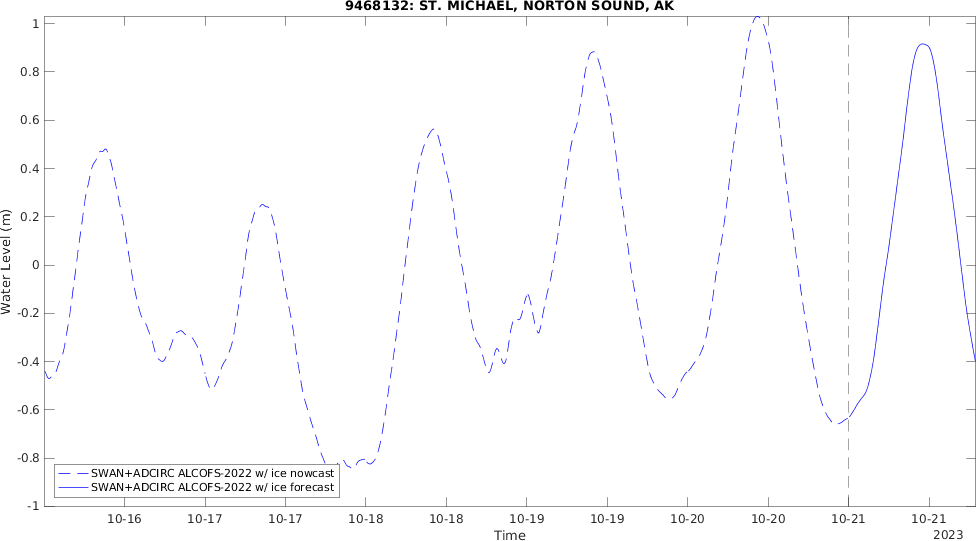 9468132: ST. MICHAEL, NORTON SOUND, AK
Water Level (m)
1
0.8
0.6
0.4
0.2
0
-0.2
-0.4
-0.6
-0.8
-1
SWAN+ADCIRC ALCOFS-2022 w/ ice nowcast
SWAN+ADCIRC ALCOFS-2022 w/ ice forecast
10-16 10-17 10-17 10-18 10-18 10-19 10-19 10-20 10-20 10-21 10-21
Time
2023